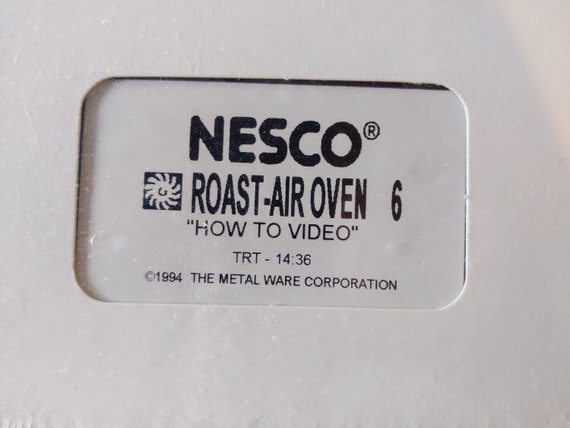 NESCO®
ROAST-AIR OVEN 6
"HOW TO VIDEO"
TRT - 14:36
©1994 THE METAL WARE CORPORATION